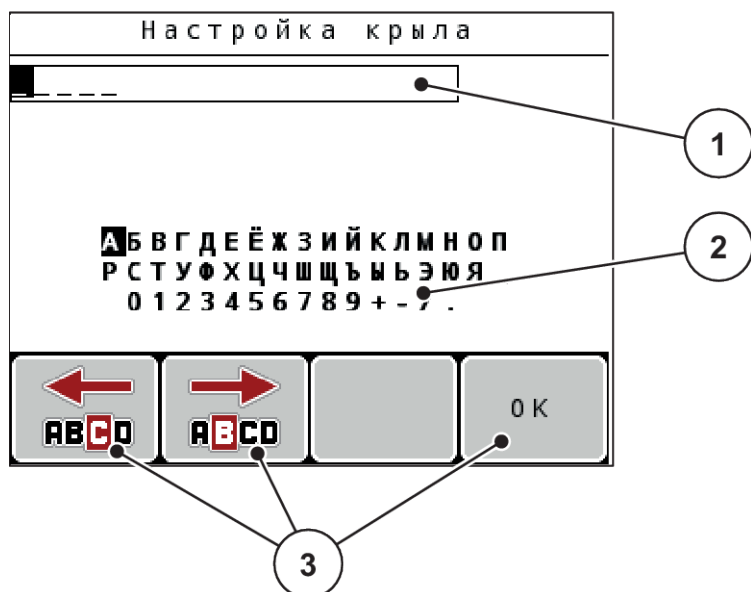 Настройка крыла
_ _ _ _
1
АБВГДЕЁЖЗИЙКЛМНОП
2
РСТУФХЦЧШЩЪЫЬЭЮЯ
0123456789+-/.
ABCD
ABCD
OK
3